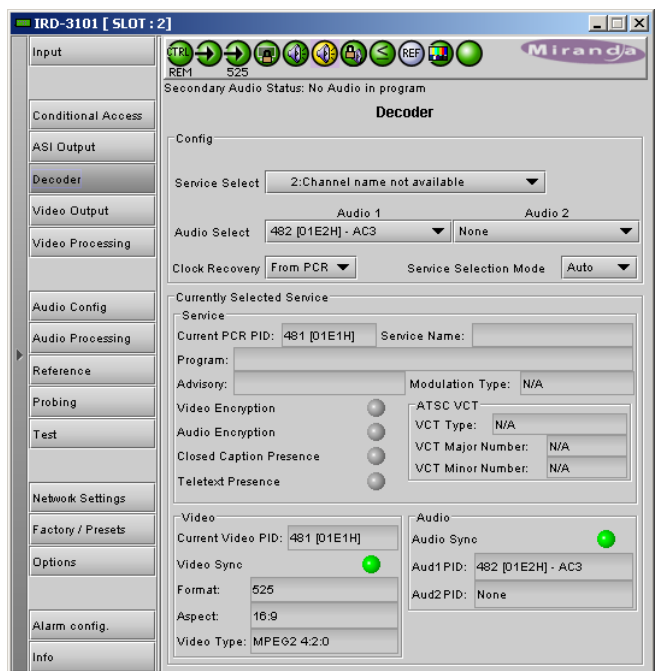 IRD-3101 [ SLOT : 2]
Input
CTRL REF Miranda
REM 525
Secondary Audio Status: No Audio in program
Conditional Access
ASI Output
Decoder
Video Output
Video Processing
Audio Config
Audio Processing
Reference
Probing
Test
Network Settings
Factory / Presets
Options
Alarm config.
Info
Decoder
Config
Service Select 2:Channel name not available
Audio 1 Audio 2
Audio Select 482 [01E2H] - AC3 None
Clock Recovery From PCR Service Selection Mode Auto
Currently Selected Service
Service
Current PCR PID: 481 [01E1H] Service Name:
Program:
Advisory: Modulation Type: N/A
Video Encryption
Audio Encryption
Closed Caption Presence
Teletext Presence
ATSC VCT
VCT Type: N/A
VCT Major Number: N/A
VCT Minor Number: N/A
Video
Current Video PID: 481 [01E1H]
Video Sync
Format: 525
Aspect: 16:9
Video Type: MPEG2 4:2:0
Audio
Audio Sync
Aud1PID: 482 [01E2H] - AC3
Aud2PID: None